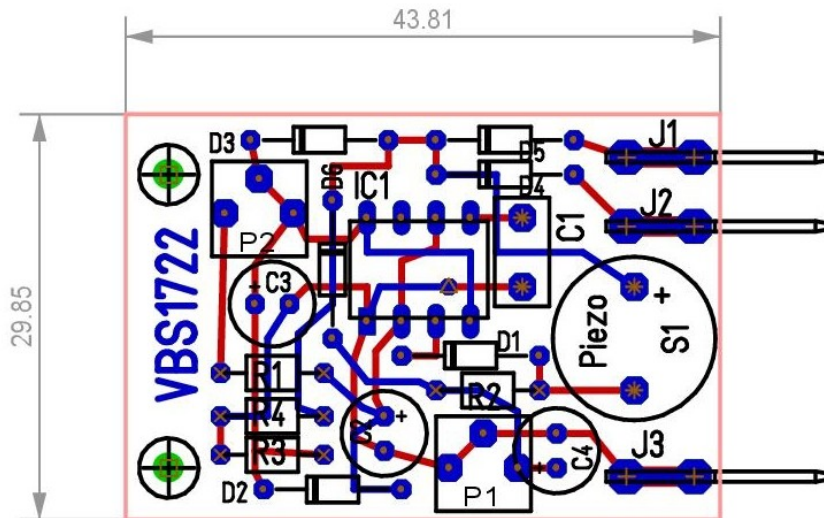 43.81
29.85
D3
D5
D4
J1
D6
IC1
J2
P2
C1
C3
VBS1722
Piezo
+
S1
D1
R1
R2
R4
R3
C4
J3
D2
P1